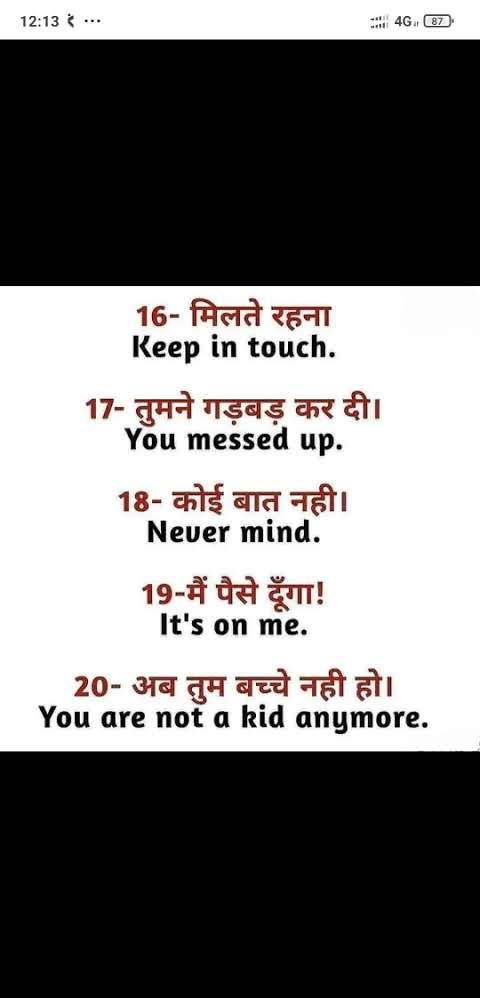 12:13 ...
4G 87
16- मिलते रहना
Keep in touch.
17- तुमने गड़बड़ कर दी।
You messed up.
18- कोई बात नही।
Never mind.
19-मैं पैसे दूँगा!
It's on me.
20- अब तुम बच्चे नही हो।
You are not a kid anymore.